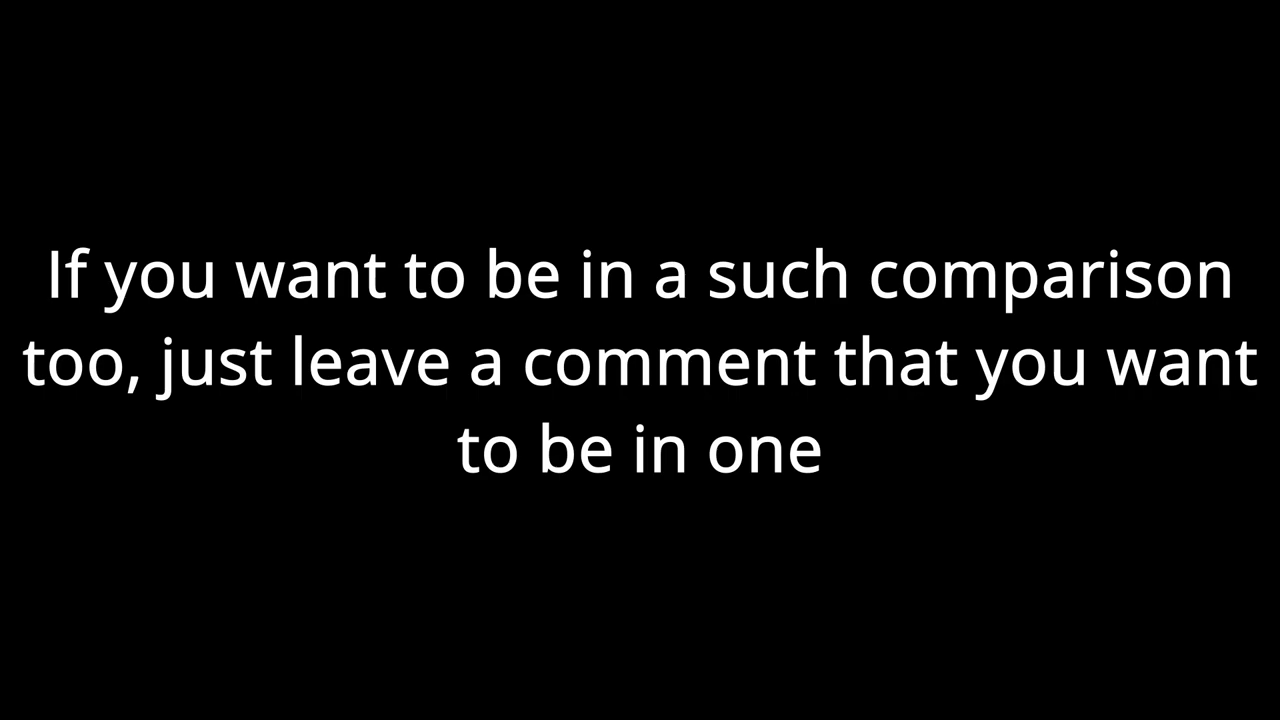 If you want to be in a such comparison
too, just leave a comment that you want
to be in one